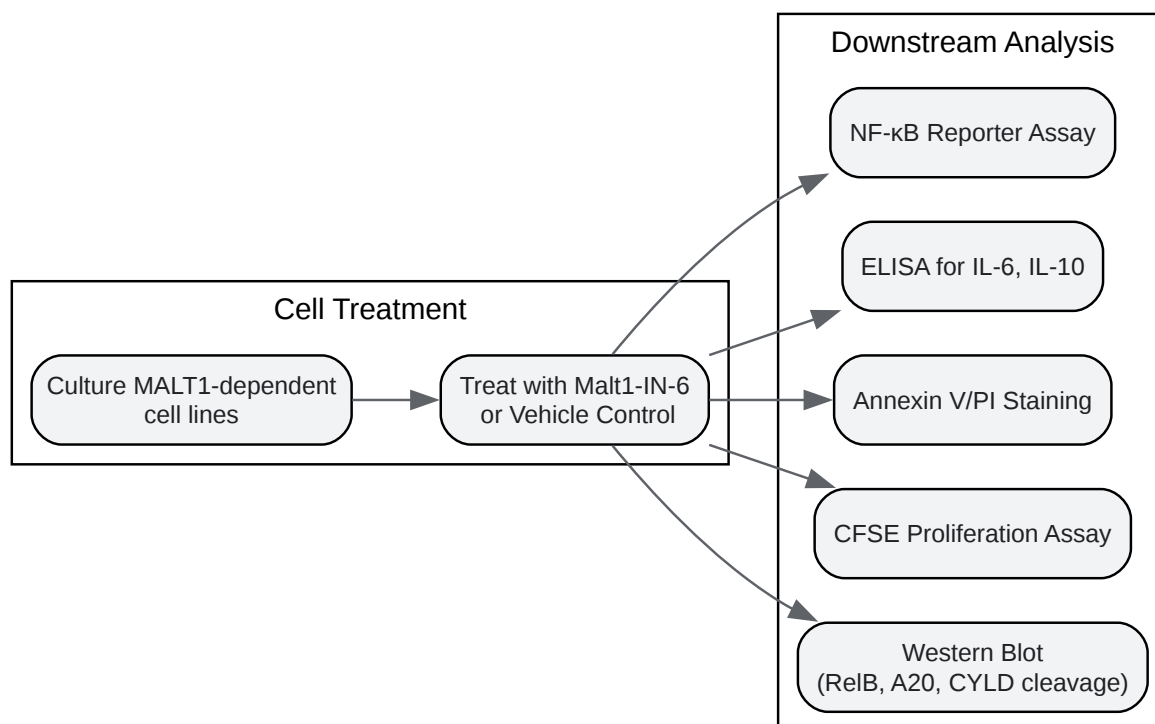 Cell Treatment
Culture MALT1-dependent
cell lines
Treat with Malt1-IN-6
or Vehicle Control
Downstream Analysis
NF-κB Reporter Assay
ELISA for IL-6, IL-10
Annexin V/PI Staining
CFSE Proliferation Assay
Western Blot
(RelB, A20, CYLD cleavage)